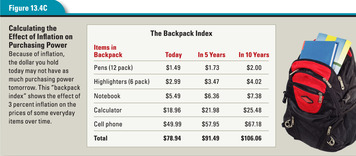 Figure 13.4C
Calculating the
Effect of Inflation on
Purchasing Power
Because of inflation,
the dollar you hold
today may not have as
much purchasing power
tomorrow. This "backpack
index" shows the effect of
3 percent inflation on the
prices of some everyday
items over time.
The Backpack Index
Items in
Backpack Today In 5 Years In 10 Years
Pens (12 pack) $1.49 $1.73 $2.00
Highlighters (6 pack) $2.99 $3.47 $4.02
Notebook $5.49 $6.36 $7.38
Calculator $18.96 $21.98 $25.48
Cell phone $49.99 $57.95 $67.18
Total $78.94 $91.49 $106.06